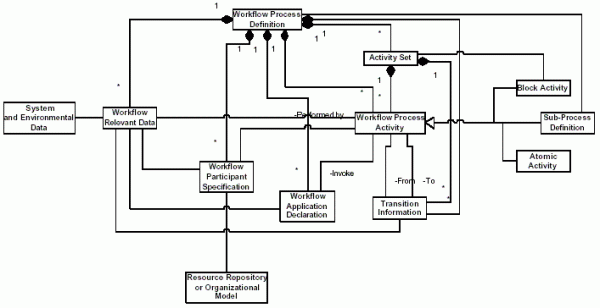 1
Workflow Process
Definition
1
1
1
1
1
*
Activity Set
1
1
*
*
*
Block Activity
System
and Environmental
Data
Workflow
Relevant Data
-Performed by
Workflow Process
Activity
Sub-Process
Definition
Atomic
Activity
*
*
Workflow
Participant
Specification
-Invoke
-From
-To
*
*
Workflow
Application
Declaration
Transition
Information
Resource Repository
or Organizational
Model